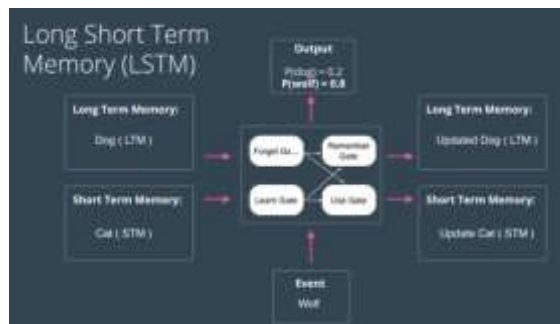 Long Short Term
Memory (LSTM)
Output
P(dog) = 0.2
P(wolf) = 0.8
Long Term Memory:
Dog ( LTM )
Forget Ga...
Remember
Gate
Long Term Memory:
Updated Dog ( LTM )
Short Term Memory:
Cat ( STM )
Learn Gate
Use Gate
Short Term Memory:
Update Cat ( STM )
Event
Wolf